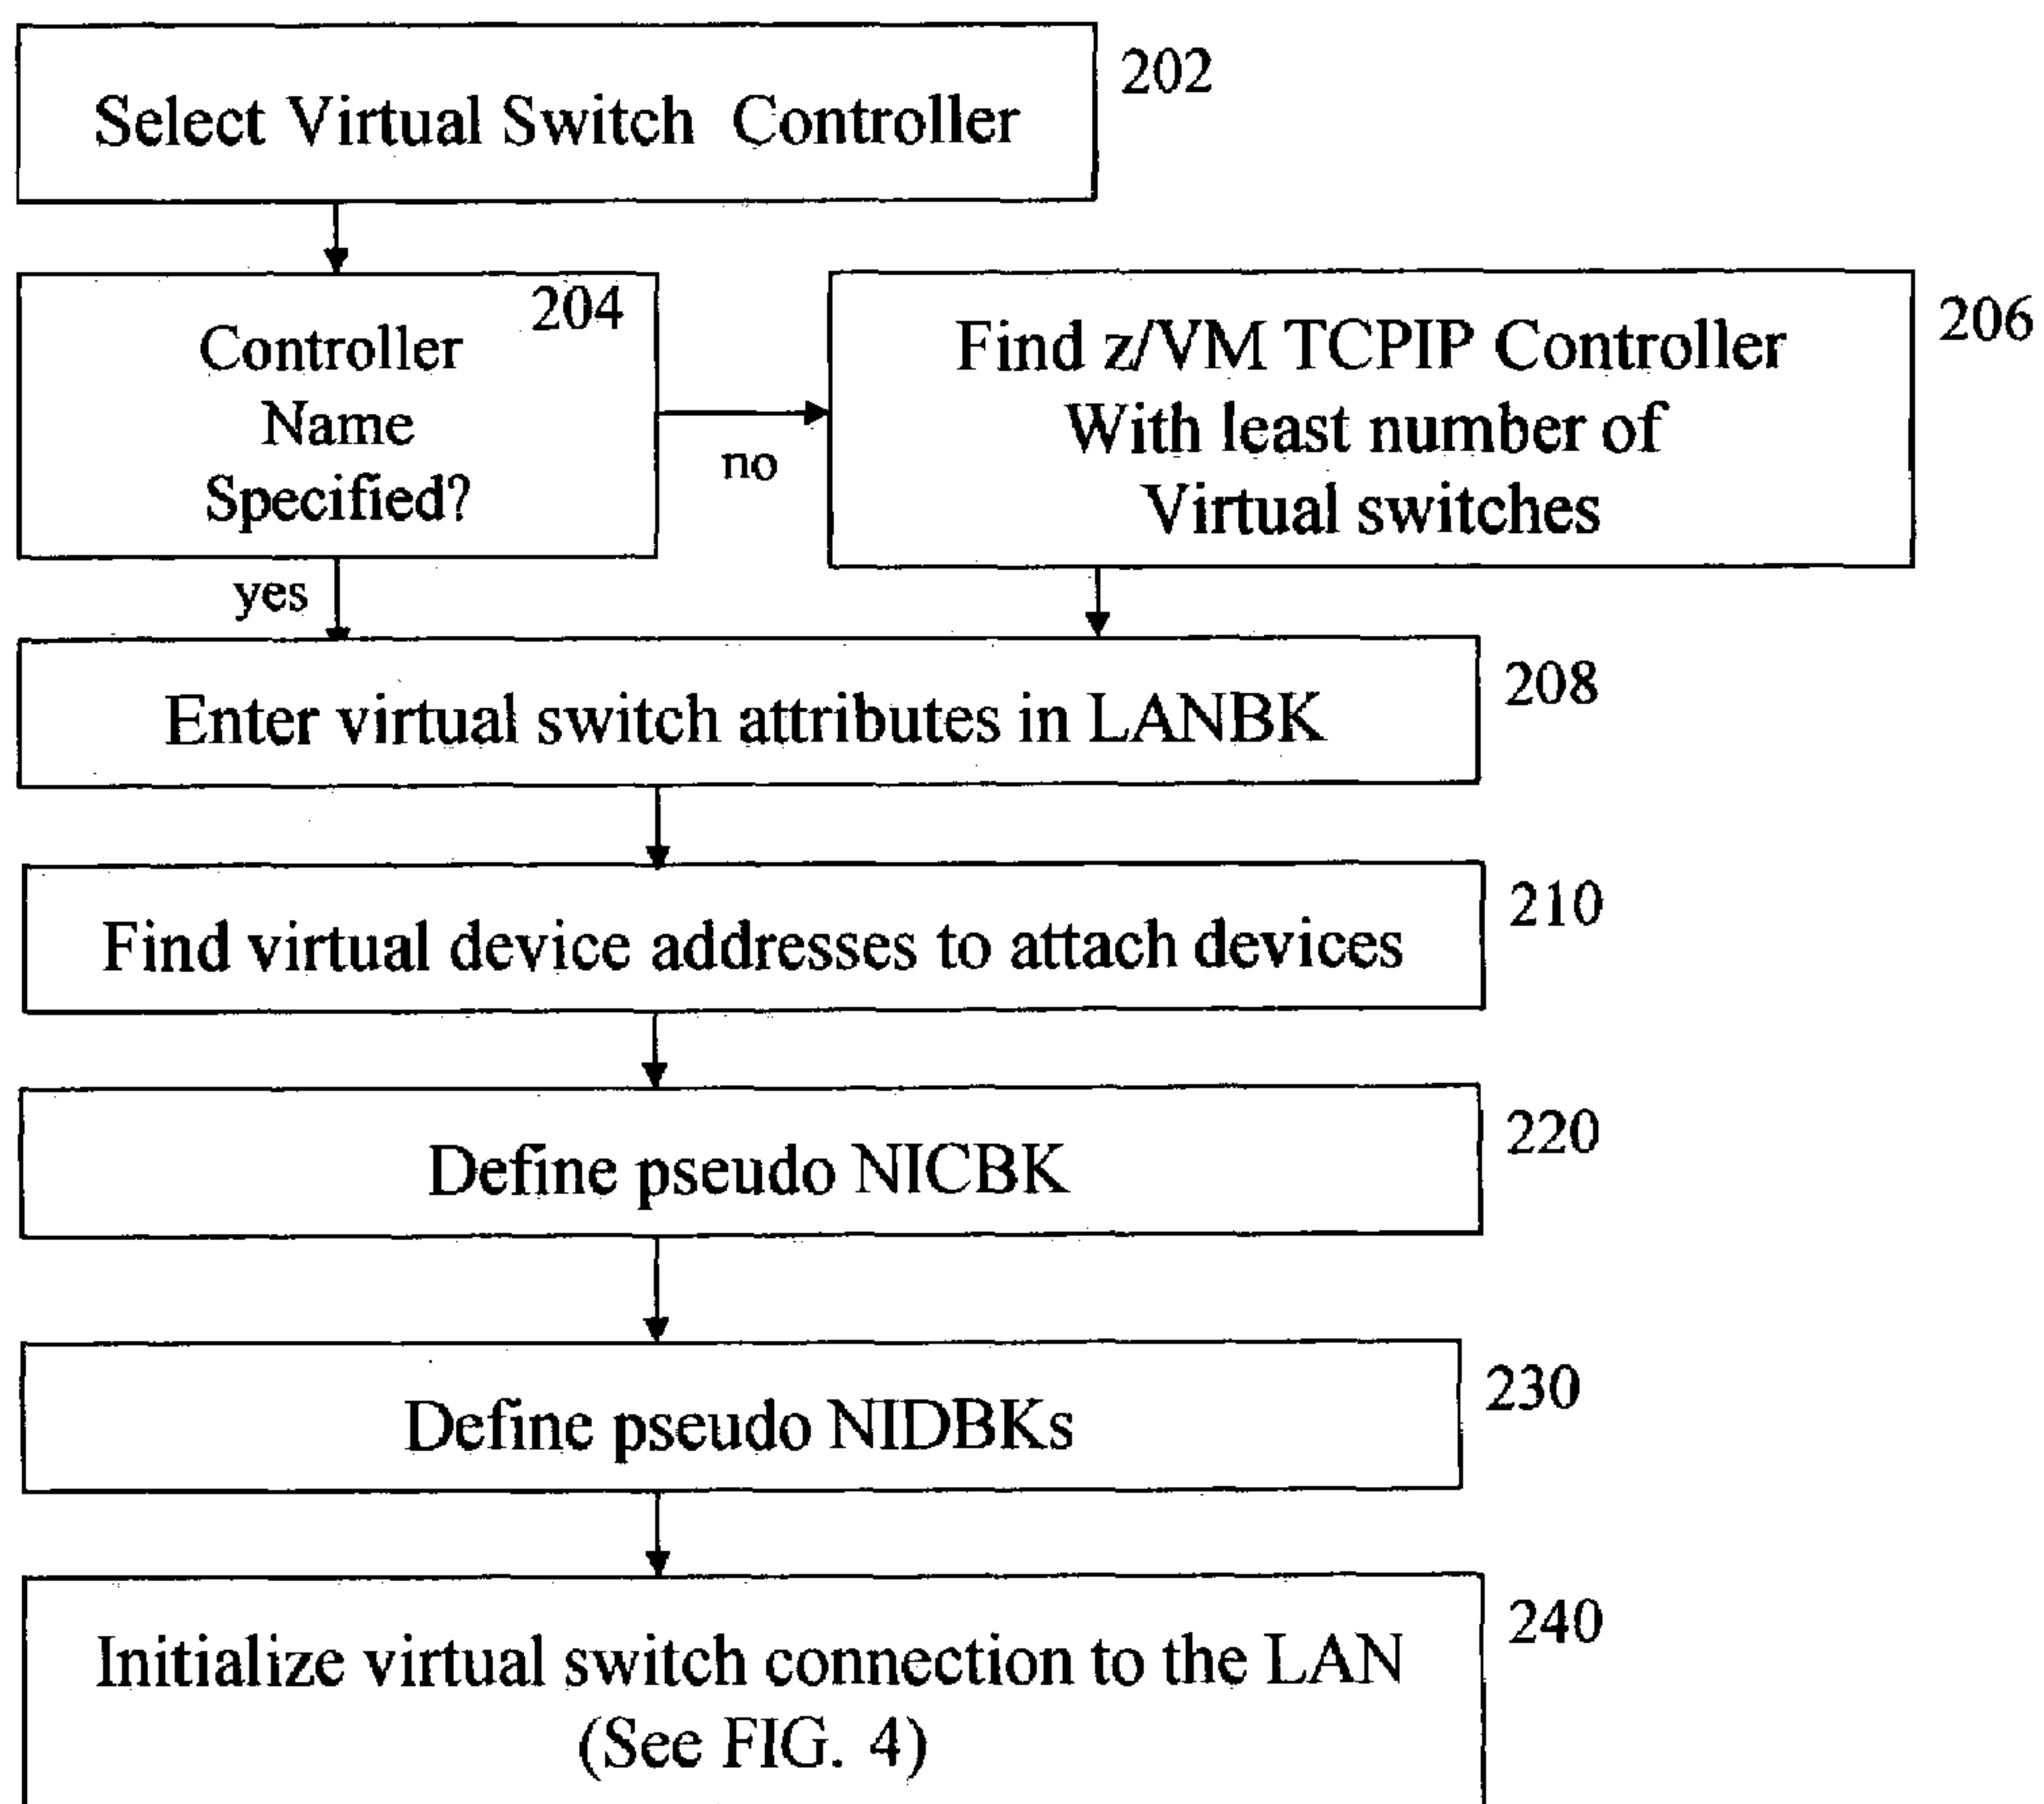 Select Virtual Switch Controller
202
204
Controller
Name
Specified?
no
Find z/VM TCPIP Controller
With least number of
Virtual switches
206
yes
Enter virtual switch attributes in LANBK
208
Find virtual device addresses to attach devices
210
Define pseudo NICBK
220
Define pseudo NIDBKs
230
Initialize virtual switch connection to the LAN
(See FIG. 4)
240